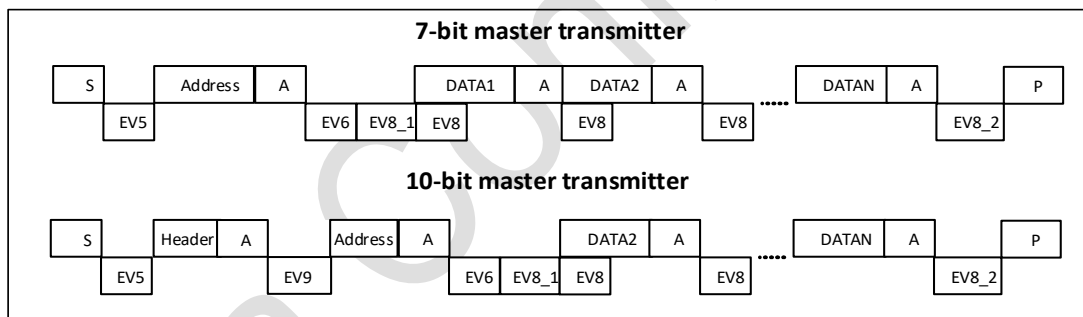 7-bit master transmitter
S Address A DATA1 A DATA2 A ..... DATAN A P
EV5 EV6 EV8_1 EV8 EV8 EV8 EV8_2
10-bit master transmitter
S Header A Address A DATA2 A ..... DATAN A P
EV5 EV9 EV6 EV8_1 EV8 EV8 EV8_2